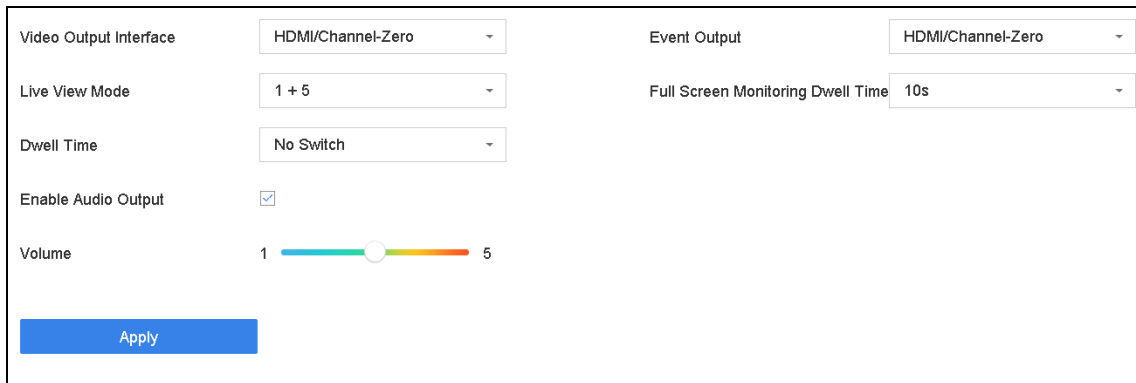 Video Output Interface HDMI/Channel-Zero Event Output HDMI/Channel-Zero
Live View Mode 1 + 5 Full Screen Monitoring Dwell Time 10s
Dwell Time No Switch
Enable Audio Output
Volume 1 5
Apply